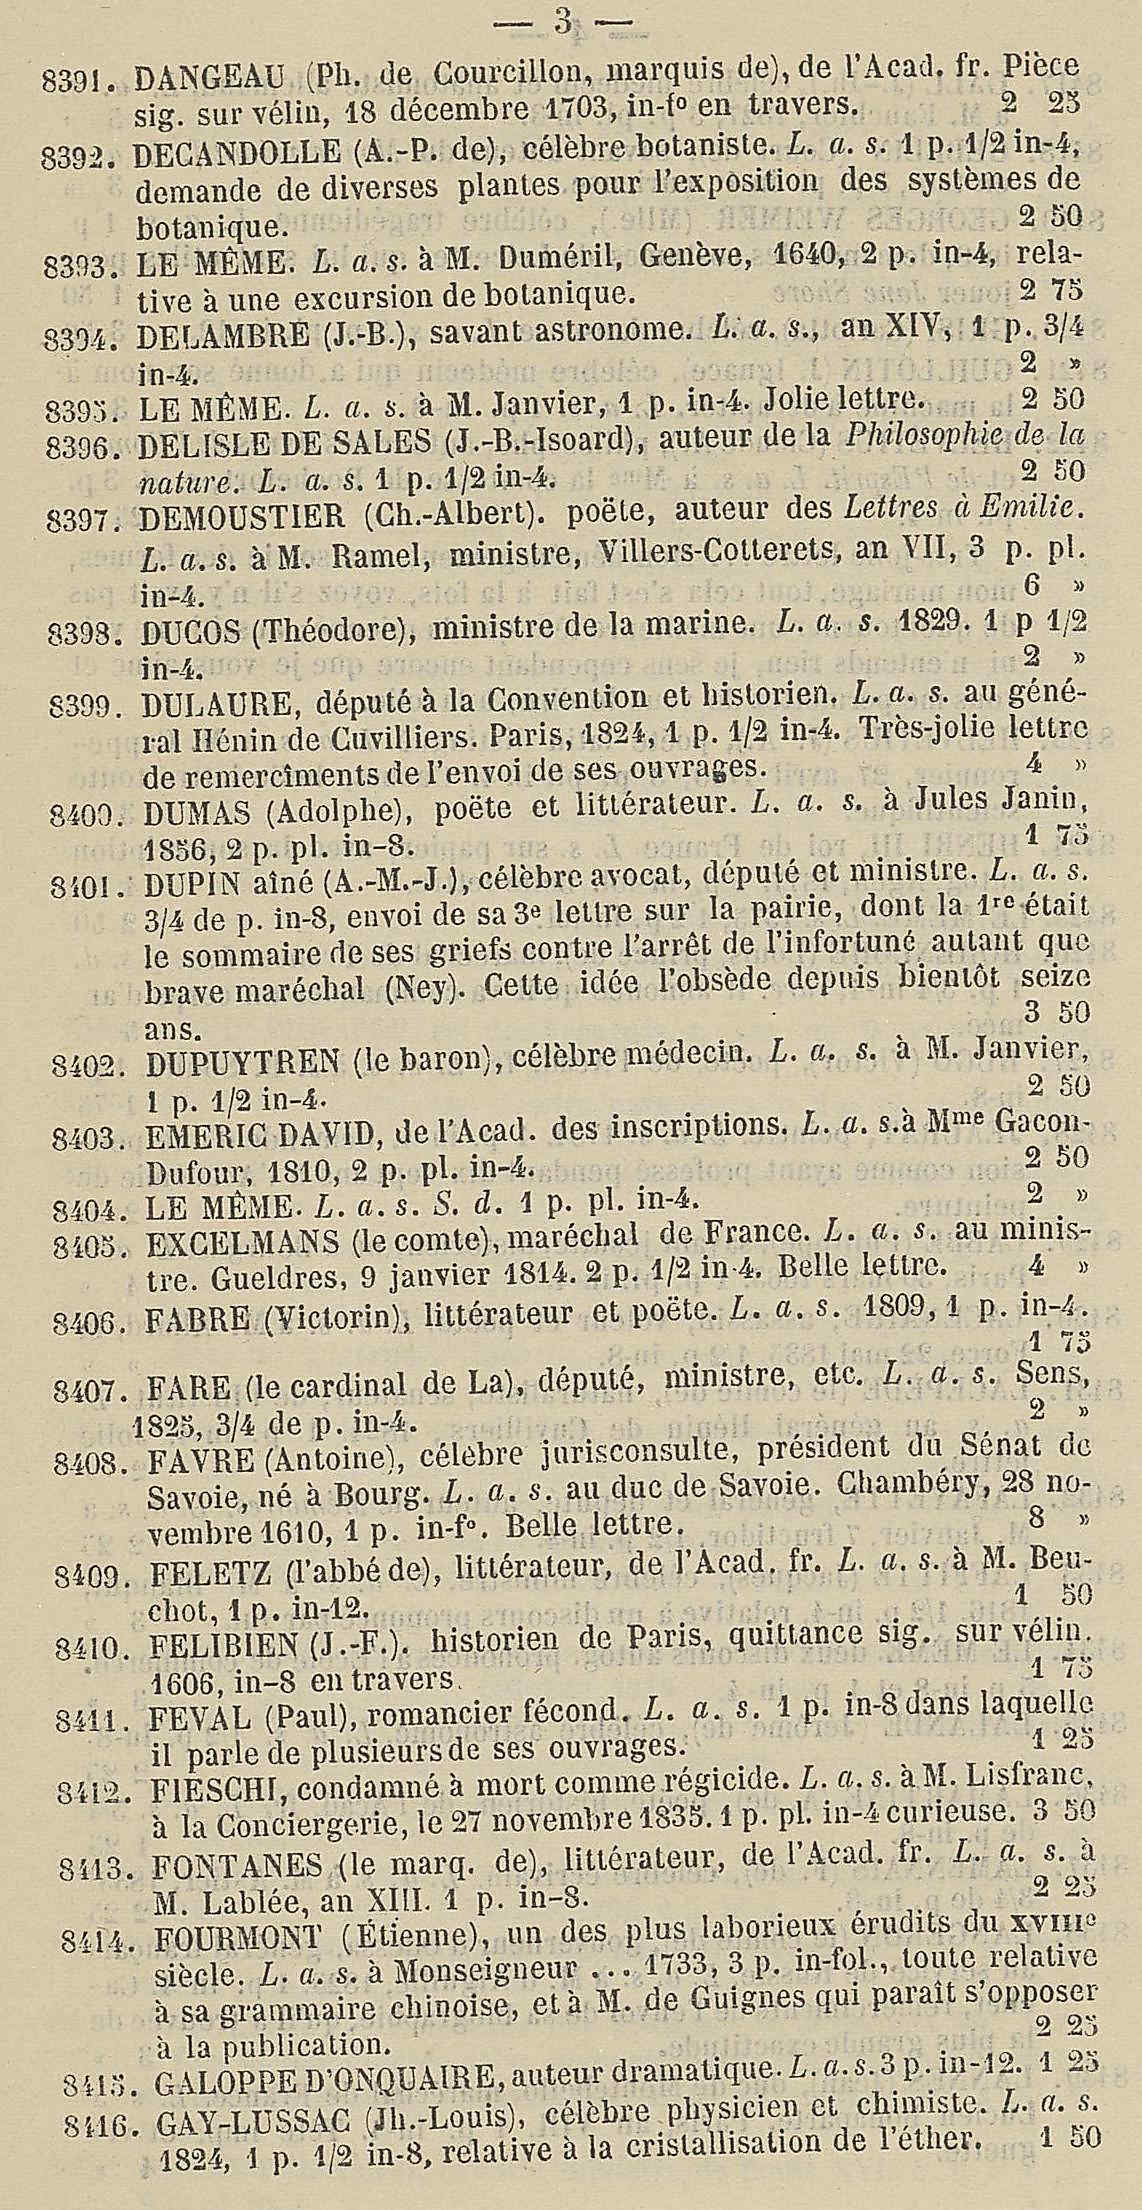 — 3 —
8391. DANGEAU (Ph. de Courcillon, marquis de), de l'Acad. fr. Pièce
sig. sur vélin, 18 décembre 1703, in-fo en travers. 2 25
8392. DECANDOLLE (A.-P. de), célèbre botaniste. L. a. s. 1 p. 1/2 in-4,
demande de diverses plantes pour l'exposition des systèmes de
botanique. 2 50
8393. LE MÊME. L. a. s. à M. Duméril, Genève, 1640, 2 p. in-4, rela-
tive à une excursion de botanique. 2 75
8394. DELAMBRE (J.-B.), savant astronome. L. a. s., an XIV, 1 p. 3/4
in-4. 2 »
8395. LE MÊME. L. a. s. à M. Janvier, 1 p. in-4. Jolie lettre. 2 50
8396. DELISLE DE SALES (J.-B.-Isoard), auteur de la Philosophie de la
nature. L. a. s. 1 p. 1/2 in-4. 2 50
8397. DEMOUSTIER (Ch.-Albert). poëte, auteur des Lettres à Emilie.
L. a. s. à M. Ramel, ministre, Villers-Cotterets, an VII, 3 p. pl.
in-4. 6 »
8398. DUCOS (Théodore), ministre de la marine. L. a. s. 1829. 1 p 1/2
in-4. 2 »
8399. DULAURE, député à la Convention et historien. L. a. s. au géné-
ral Hénin de Cuvilliers. Paris, 1824, 1 p. 1/2 in-4. Très-jolie lettre
de remercîments de l'envoi de ses ouvrages. 4 »
8400. DUMAS (Adolphe), poëte et littérateur. L. a. s. à Jules Janin,
1856, 2 p. pl. in-8. 1 75
8401. DUPIN aîné (A.-M.-J.), célèbre avocat, député et ministre. L. a. s.
3/4 de p. in-8, envoi de sa 3e lettre sur la pairie, dont la 1re était
le sommaire de ses griefs contre l'arrêt de l'infortuné autant que
brave maréchal (Ney). Cette idée l'obsède depuis bientôt seize
ans. 3 50
8402. DUPUYTREN (le baron), célèbre médecin. L. a. s. à M. Janvier,
1 p. 1/2 in-4. 2 50
8403. EMERIC DAVID, de l'Acad. des inscriptions. L. a. s. à Mme Gacon-
Dufour, 1810, 2 p. pl. in-4. 2 50
8404. LE MÊME. L. a. s. S. d. 1 p. pl. in-4. 2 »
8405. EXCELMANS (le comte), maréchal de France. L. a. s. au minis-
tre. Gueldres, 9 janvier 1814. 2 p. 1/2 in-4. Belle lettre. 4 »
8406. FABRE (Victorin), littérateur et poëte. L. a. s. 1809, 1 p. in-4.
1 75
8407. FARE (le cardinal de La), député, ministre, etc. L. a. s. Sens,
1825, 3/4 de p. in-4. 2 »
8408. FAVRE (Antoine), célèbre jurisconsulte, président du Sénat de
Savoie, né à Bourg. L. a. s. au duc de Savoie. Chambéry, 28 no-
vembre 1610, 1 p. in-fo. Belle lettre. 8 »
8409. FELETZ (l'abbé de), littérateur, de l'Acad. fr. L. a. s. à M. Beu-
chot, 1 p. in-12. 1 50
8410. FELIBIEN (J.-F.). historien de Paris, quittance sig. sur vélin.
1606, in-8 en travers. 1 75
8411. FEVAL (Paul), romancier fécond. L. a. s. 1 p. in-8 dans laquelle
il parle de plusieurs de ses ouvrages. 1 25
8412. FIESCHI, condamné à mort comme régicide. L. a. s. à M. Lisfranc,
à la Conciergerie, le 27 novembre 1835. 1 p. pl. in-4 curieuse. 3 50
8413. FONTANES (le marq. de), littérateur, de l'Acad. fr. L. a. s. à
M. Lablée, an XIII. 1 p. in-8. 2 25
8414. FOURMONT (Étienne), un des plus laborieux érudits du XVIIIe
siècle. L. a. s. à Monseigneur ... 1733, 3 p. in-fol., toute relative
à sa grammaire chinoise, et à M. de Guignes qui paraît s'opposer
à la publication. 2 25
8415. GALOPPE D'ONQUAIRE, auteur dramatique. L. a. s. 3 p. in-12. 1 25
8416. GAY-LUSSAC (Jh.-Louis), célèbre physicien et chimiste. L. a. s.
1824, 1 p. 1/2 in-8, relative à la cristallisation de l'éther. 1 50